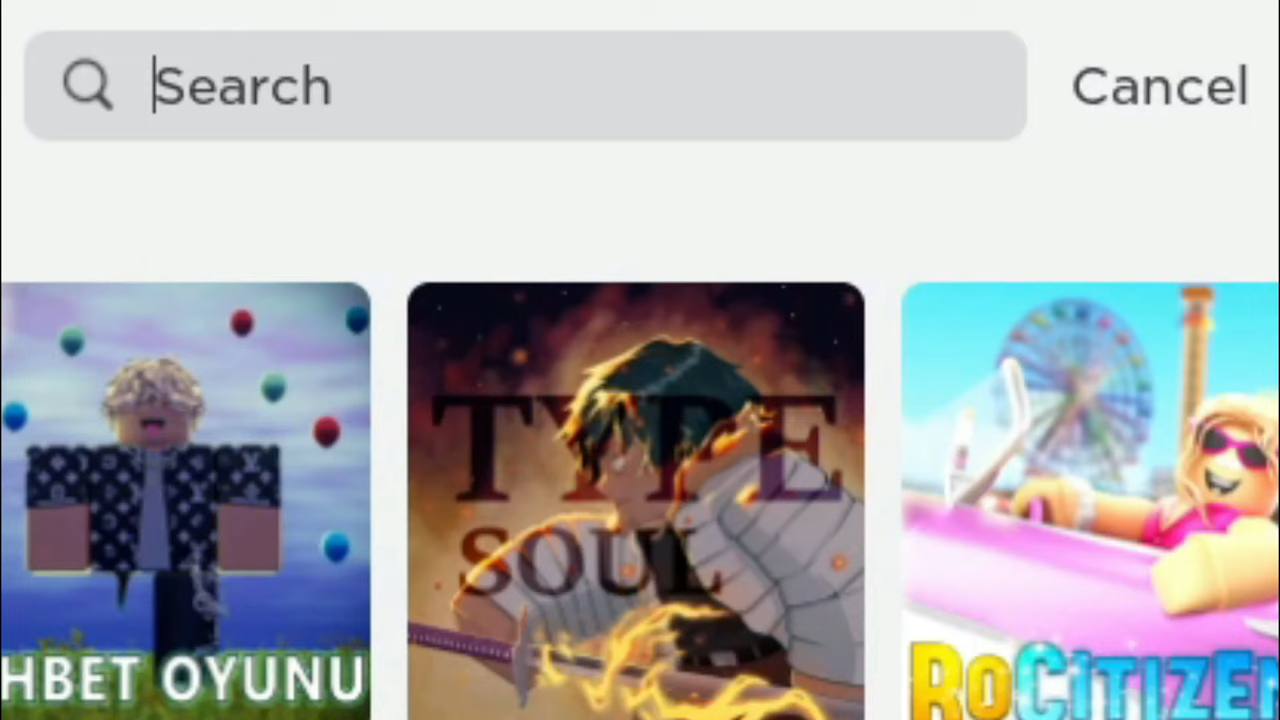 Search
Cancel
HBET OYUNU
TYPE
SOUL
ROCITIZEN